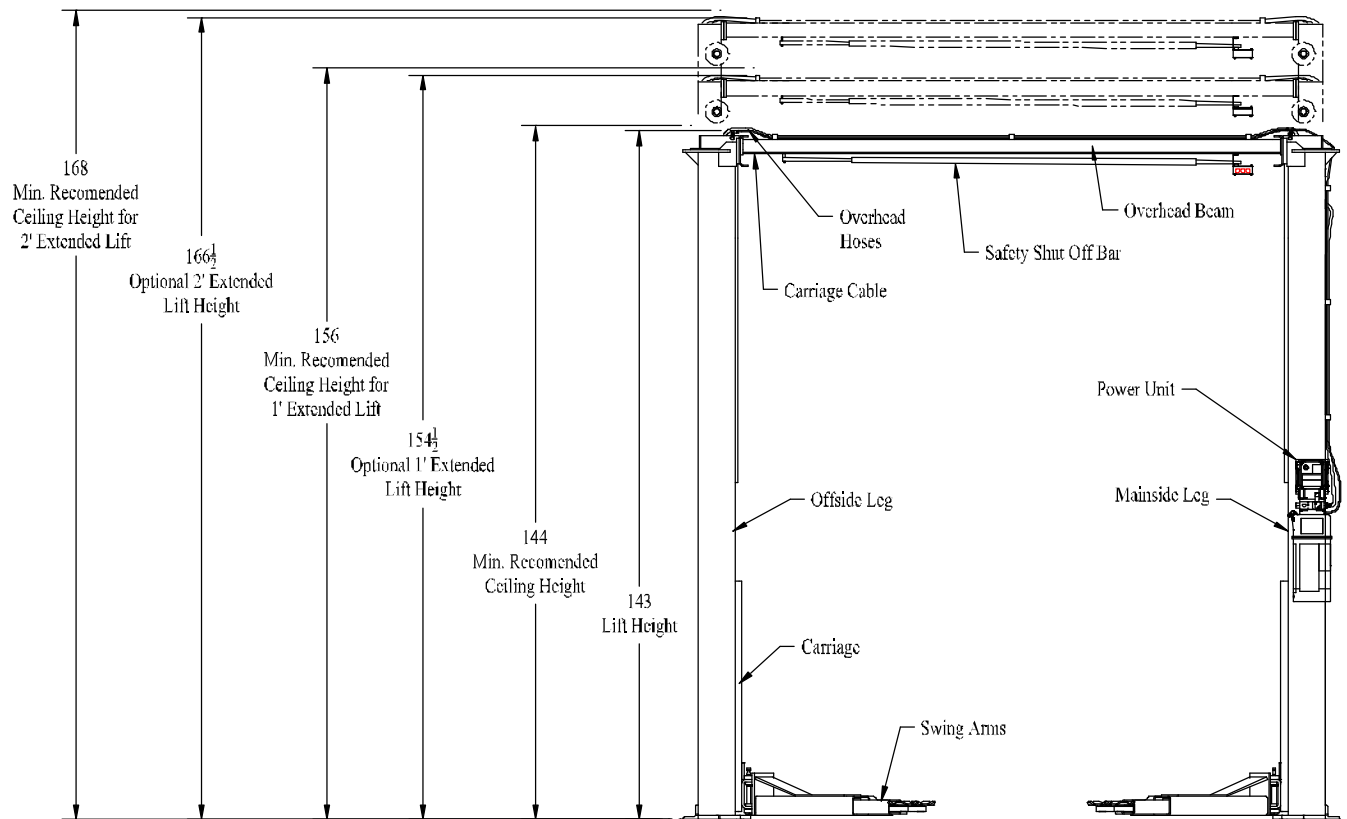 168
Min. Recomended
Ceiling Height for
2' Extended Lift
166½
Optional 2' Extended
Lift Height
156
Min. Recomended
Ceiling Height for
1' Extended Lift
154½
Optional 1' Extended
Lift Height
144
Min. Recomended
Ceiling Height
143
Lift Height
Overhead
Hoses
Carriage Cable
Safety Shut Off Bar
Overhead Beam
Power Unit
Offside Leg
Mainside Leg
Carriage
Swing Arms